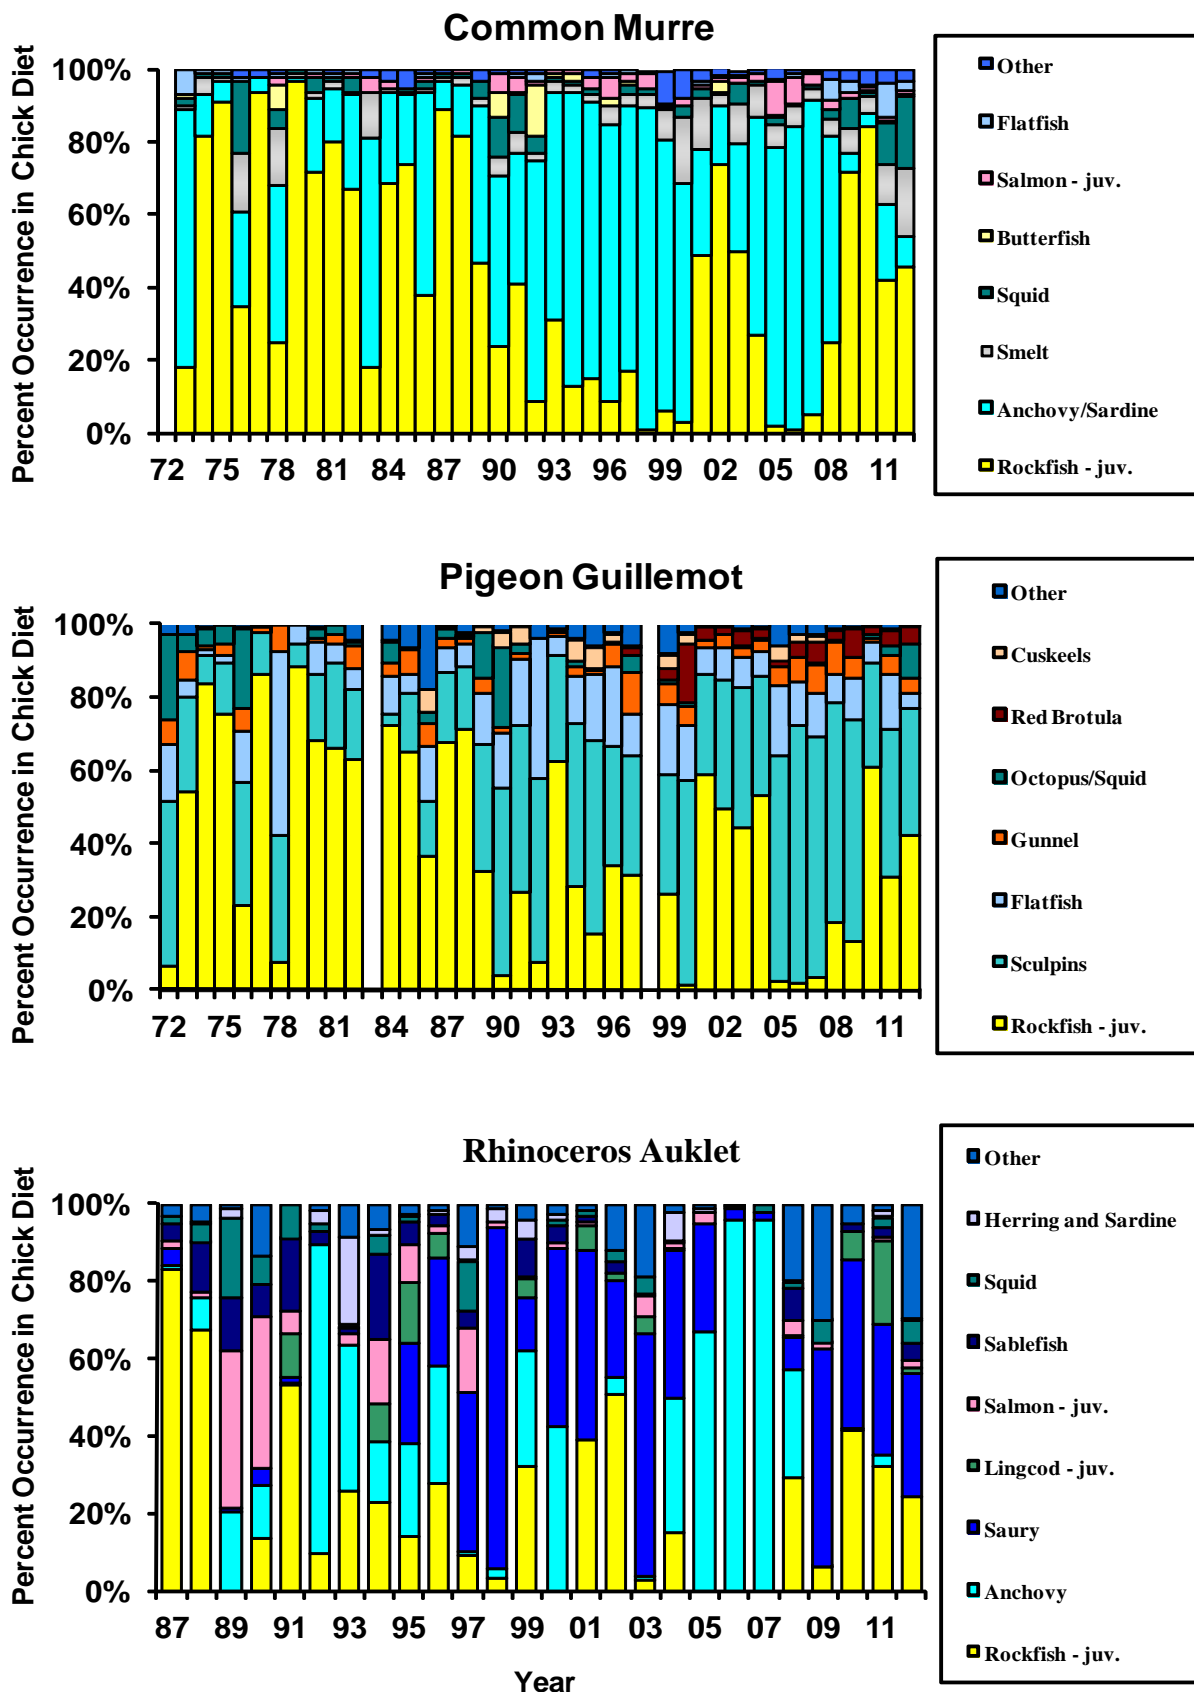 Common Murre
Percent Occurrence in Chick Diet
100%
80%
60%
40%
20%
0%
72 75 78 81 84 87 90 93 96 99 02 05 08 11
Other
Flatfish
Salmon - juv.
Butterfish
Squid
Smelt
Anchovy/Sardine
Rockfish - juv.
Pigeon Guillemot
Percent Occurrence in Chick Diet
100%
80%
60%
40%
20%
0%
72 75 78 81 84 87 90 93 96 99 02 05 08 11
Other
Cuskeels
Red Brotula
Octopus/Squid
Gunnel
Flatfish
Sculpins
Rockfish - juv.
Rhinoceros Auklet
Percent Occurrence in Chick Diet
100%
80%
60%
40%
20%
0%
87 89 91 93 95 97 99 01 03 05 07 09 11
Year
Other
Herring and Sardine
Squid
Sablefish
Salmon - juv.
Lingcod - juv.
Saury
Anchovy
Rockfish - juv.